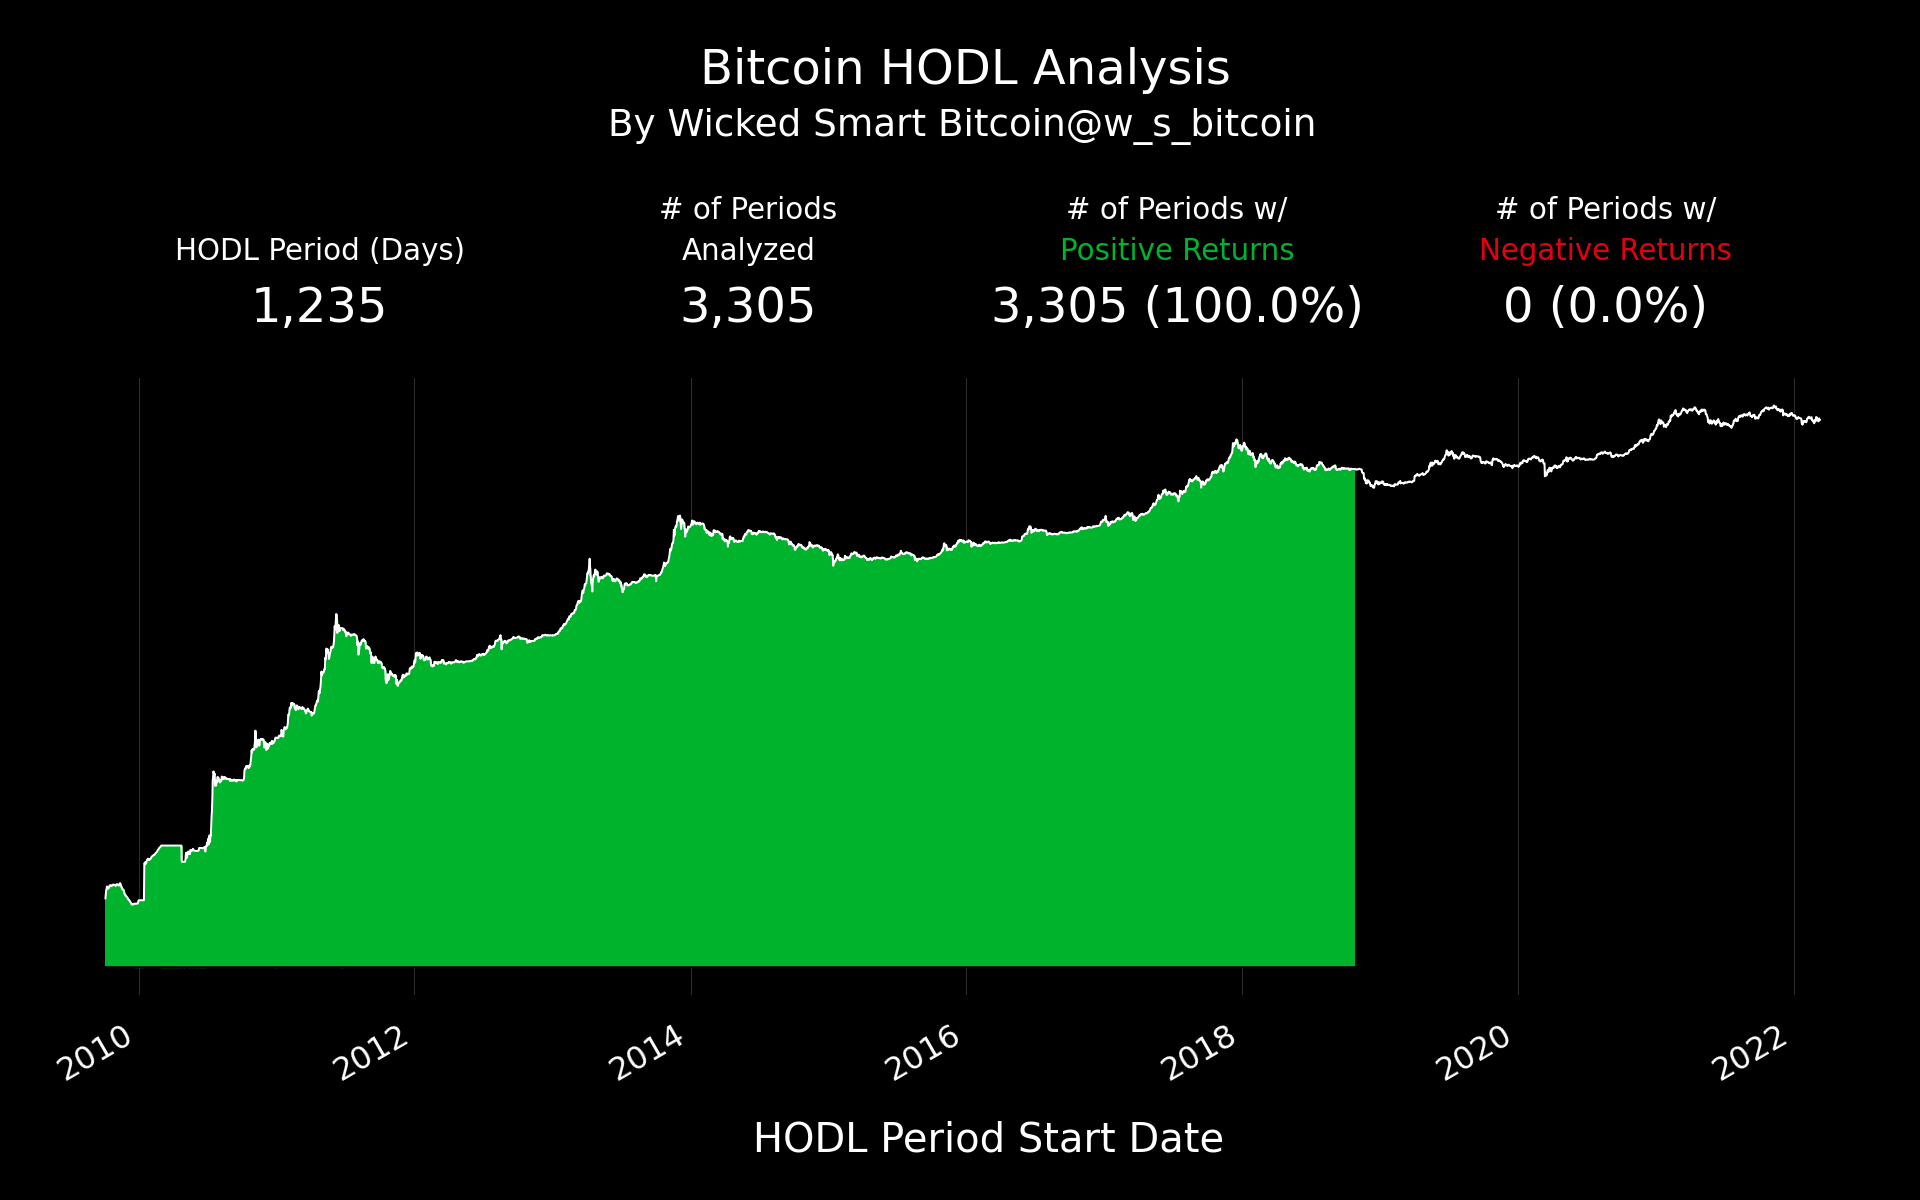 Bitcoin HODL Analysis
By Wicked Smart Bitcoin@w_s_bitcoin
HODL Period (Days)
1,235
# of Periods
Analyzed
3,305
# of Periods w/
Positive Returns
3,305 (100.0%)
# of Periods w/
Negative Returns
0 (0.0%)
2010
2012
2014
2016
2018
2020
2022
HODL Period Start Date